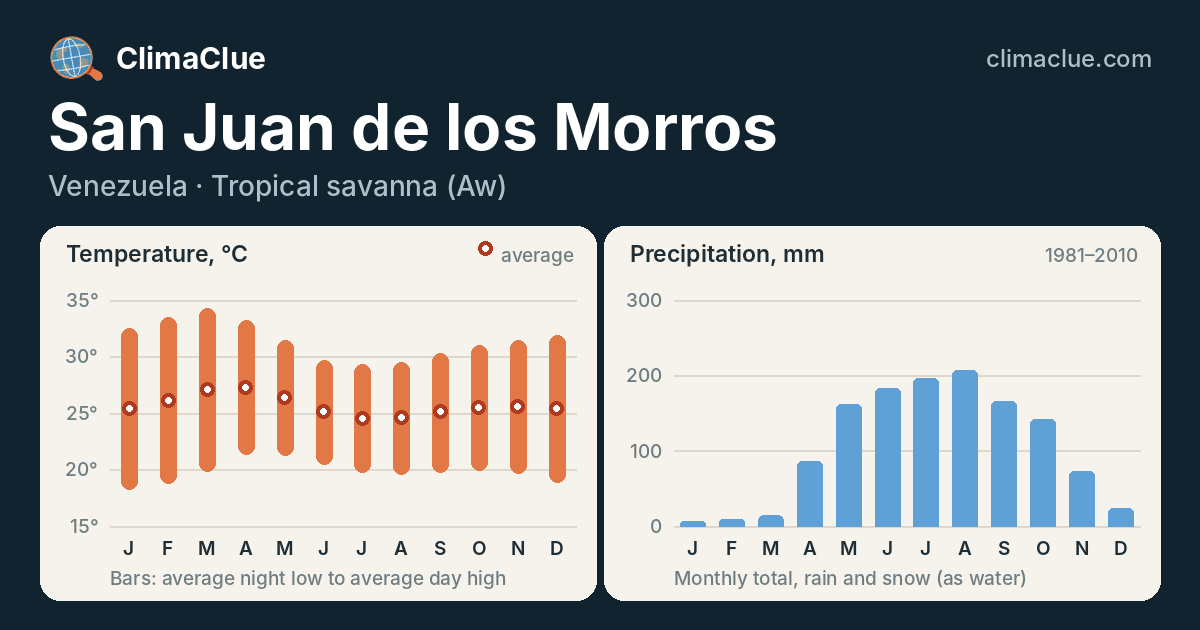 ClimaClue
climaclue.com
San Juan de los Morros
Venezuela · Tropical savanna (Aw)
Temperature, °C
average
35°
30°
25°
20°
15°
J F M A M J J A S O N D
Bars: average night low to average day high
Precipitation, mm
1981–2010
300
200
100
0
J F M A M J J A S O N D
Monthly total, rain and snow (as water)